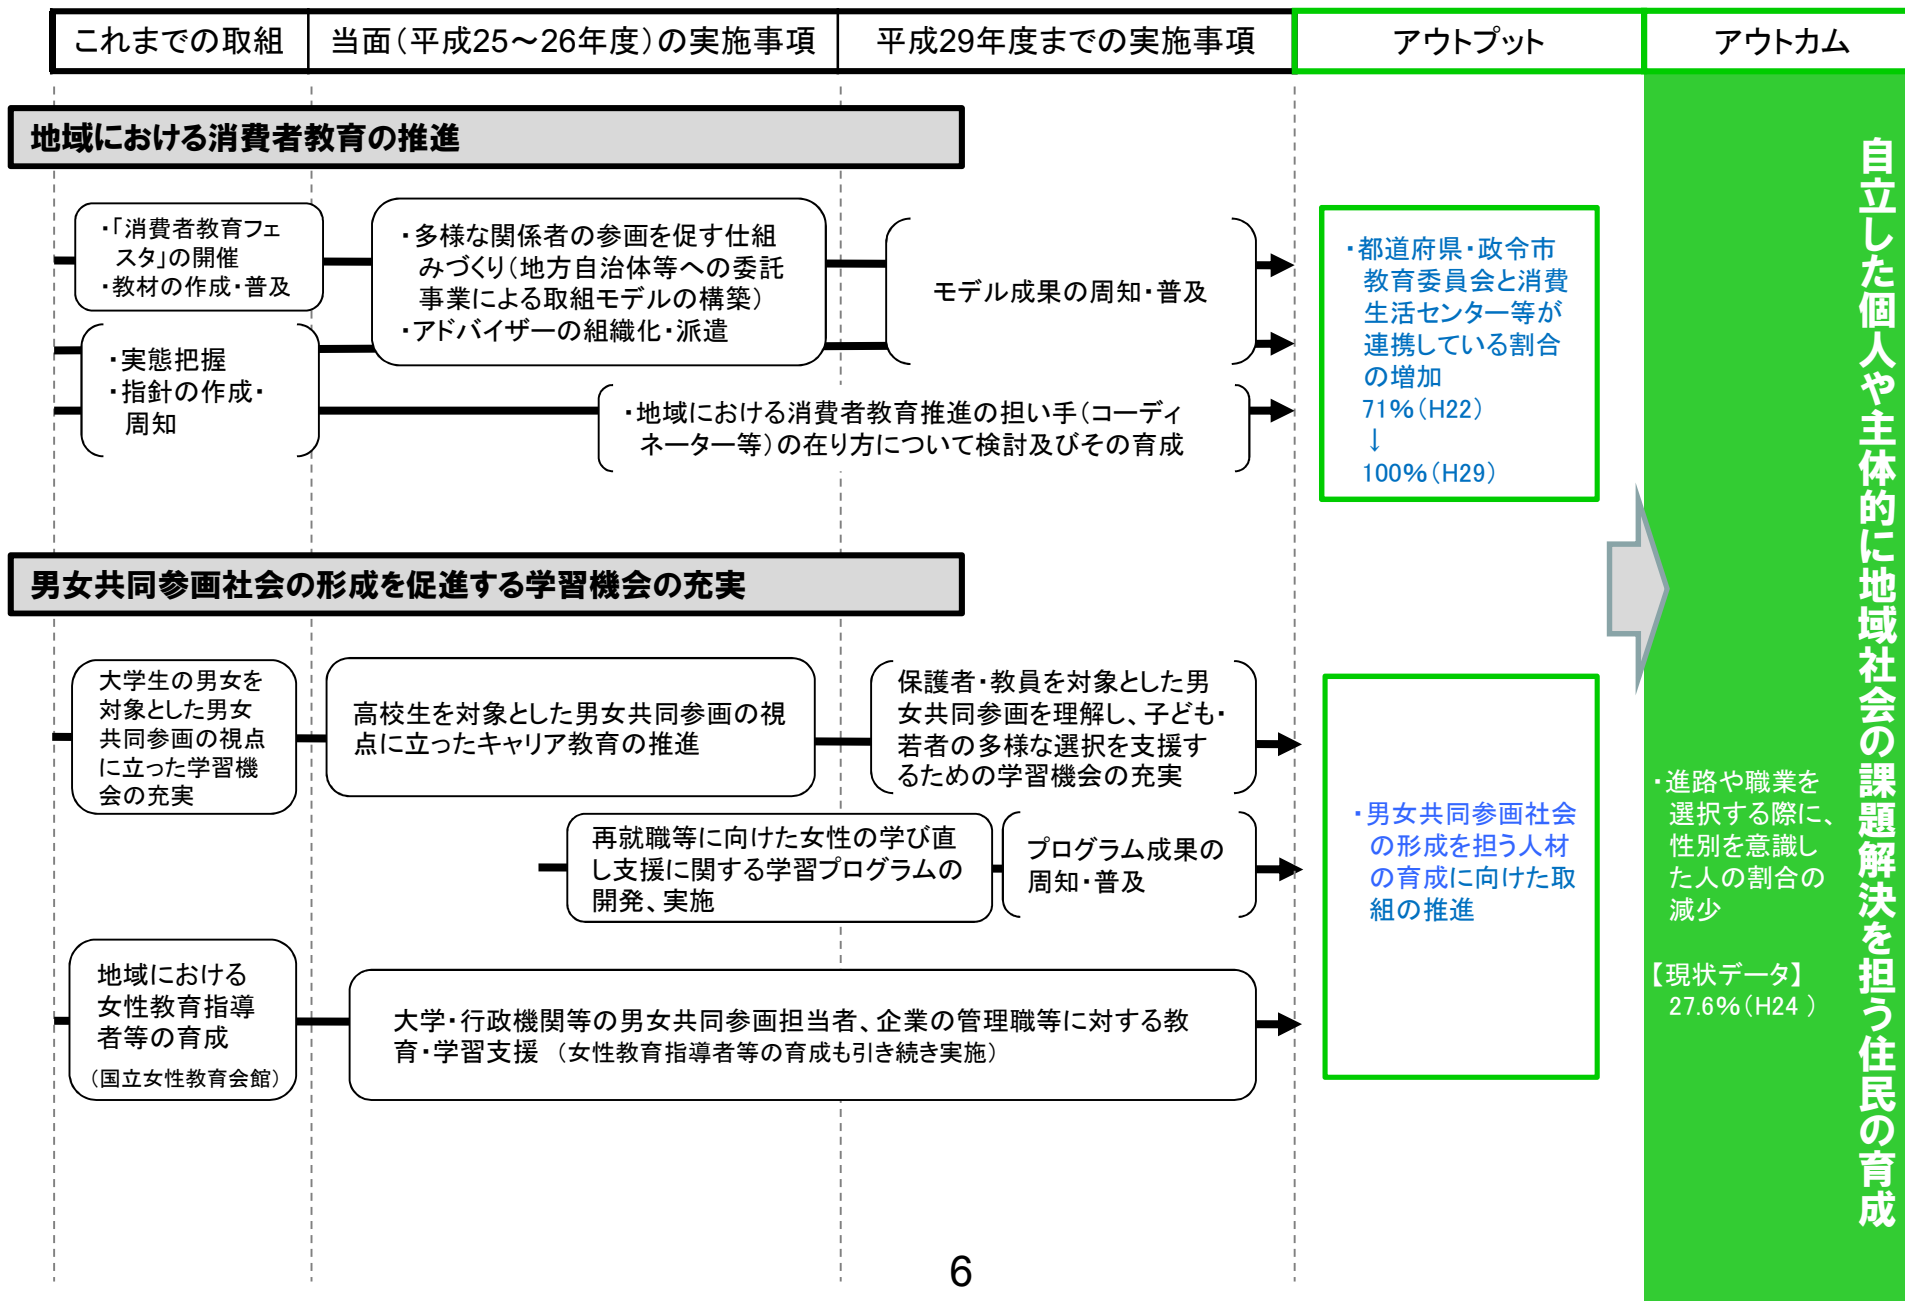 これまでの取組
当面(平成25～26年度)の実施事項
平成29年度までの実施事項
アウトプット
アウトカム
地域における消費者教育の推進
・「消費者教育フェ
スタ」の開催
・教材の作成・普及
・実態把握
・指針の作成・
周知
・多様な関係者の参画を促す仕組
みづくり(地方自治体等への委託
事業による取組モデルの構築)
・アドバイザーの組織化・派遣
モデル成果の周知・普及
・地域における消費者教育推進の担い手(コーディ
ネーター等)の在り方について検討及びその育成
・都道府県・政令市
教育委員会と消費
生活センター等が
連携している割合
の増加
71%(H22)
↓
100%(H29)
男女共同参画社会の形成を促進する学習機会の充実
大学生の男女を
対象とした男女
共同参画の視点
に立った学習機
会の充実
高校生を対象とした男女共同参画の視
点に立ったキャリア教育の推進
保護者・教員を対象とした男
女共同参画を理解し、子ども・
若者の多様な選択を支援す
るための学習機会の充実
再就職等に向けた女性の学び直
し支援に関する学習プログラムの
開発、実施
プログラム成果の
周知・普及
地域における
女性教育指導
者等の育成
(国立女性教育会館)
大学・行政機関等の男女共同参画担当者、企業の管理職等に対する教
育・学習支援 (女性教育指導者等の育成も引き続き実施)
・男女共同参画社会
の形成を担う人材
の育成に向けた取
組の推進
・進路や職業を
選択する際に、
性別を意識し
た人の割合の
減少
【現状データ】
27.6%(H24 )
自立した個人や主体的に地域社会の課題解決を担う住民の育成
6